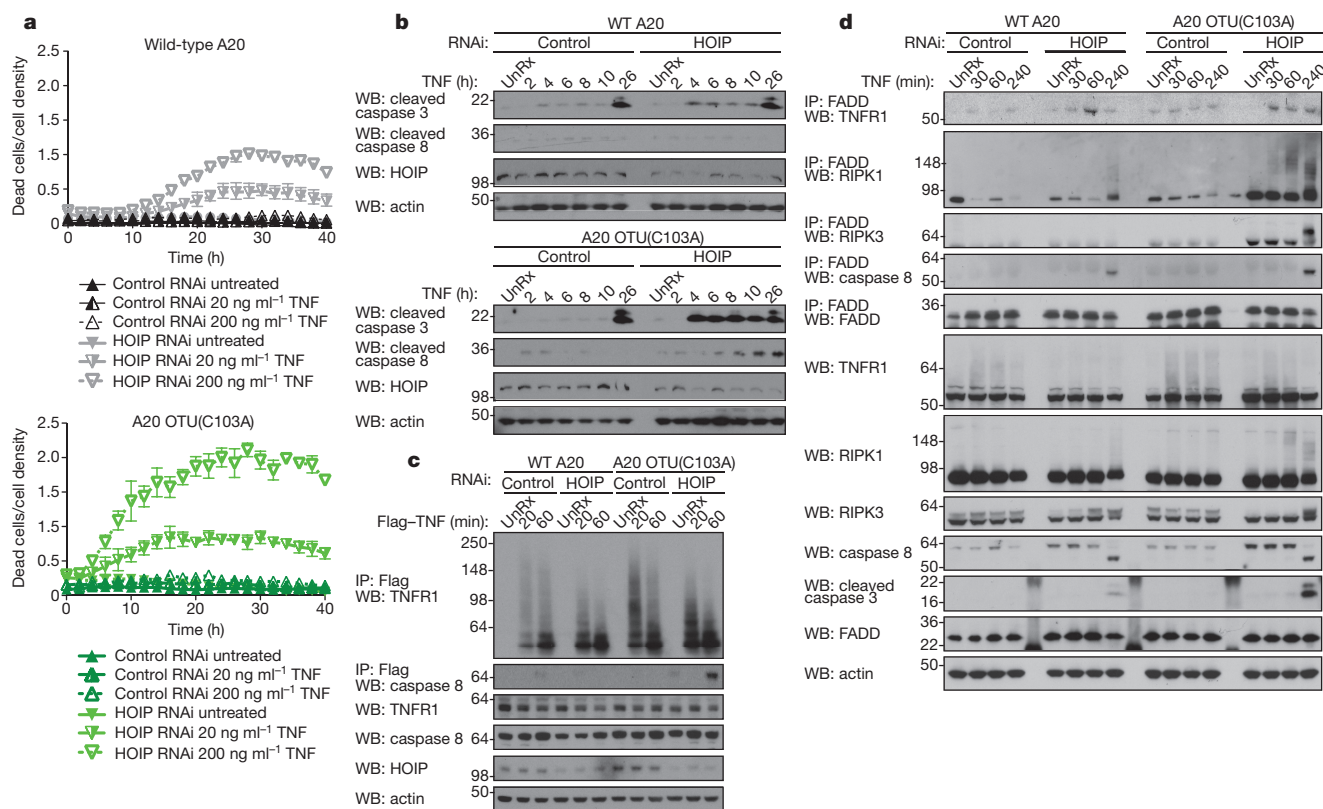 a
Wild-type A20
Dead cells/cell density
2.5
2.0
1.5
1.0
0.5
0
0 10 20 30 40
Time (h)
Control RNAi untreated
Control RNAi 20 ng ml⁻¹ TNF
Control RNAi 200 ng ml⁻¹ TNF
HOIP RNAi untreated
HOIP RNAi 20 ng ml⁻¹ TNF
HOIP RNAi 200 ng ml⁻¹ TNF
A20 OTU(C103A)
Dead cells/cell density
2.5
2.0
1.5
1.0
0.5
0
0 10 20 30 40
Time (h)
Control RNAi untreated
Control RNAi 20 ng ml⁻¹ TNF
Control RNAi 200 ng ml⁻¹ TNF
HOIP RNAi untreated
HOIP RNAi 20 ng ml⁻¹ TNF
HOIP RNAi 200 ng ml⁻¹ TNF
b
WT A20
RNAi: Control HOIP
TNF (h): UnRx 2 4 6 8 10 26 UnRx 2 4 6 8 10 26
WB: cleaved
caspase 3
22
WB: cleaved
caspase 8
36
WB: HOIP
98
WB: actin
50
A20 OTU(C103A)
Control HOIP
TNF (h): UnRx 2 4 6 8 10 26 UnRx 2 4 6 8 10 26
WB: cleaved
caspase 3
22
WB: cleaved
caspase 8
36
WB: HOIP
98
WB: actin
50
c
WT A20 A20 OTU(C103A)
RNAi: Control HOIP Control HOIP
Flag–TNF (min): UnRx 20 60 UnRx 20 60 UnRx 20 60 UnRx 20 60
250
148
98
64
IP: Flag
WB: TNFR1
IP: Flag
WB: caspase 8
64
WB: TNFR1
64
WB: caspase 8
64
WB: HOIP
98
WB: actin
50
d
WT A20 A20 OTU(C103A)
RNAi: Control HOIP Control HOIP
TNF (min): UnRx 30 60 240 UnRx 30 60 240 UnRx 30 60 240 UnRx 30 60 240
IP: FADD
WB: TNFR1
50
IP: FADD
WB: RIPK1
148
98
IP: FADD
WB: RIPK3
64
IP: FADD
WB: caspase 8
64
50
IP: FADD
WB: FADD
36
WB: TNFR1
64
50
WB: RIPK1
148
98
WB: RIPK3
64
50
WB: caspase 8
64
50
WB: cleaved
caspase 3
22
16
WB: FADD
36
22
WB: actin
50